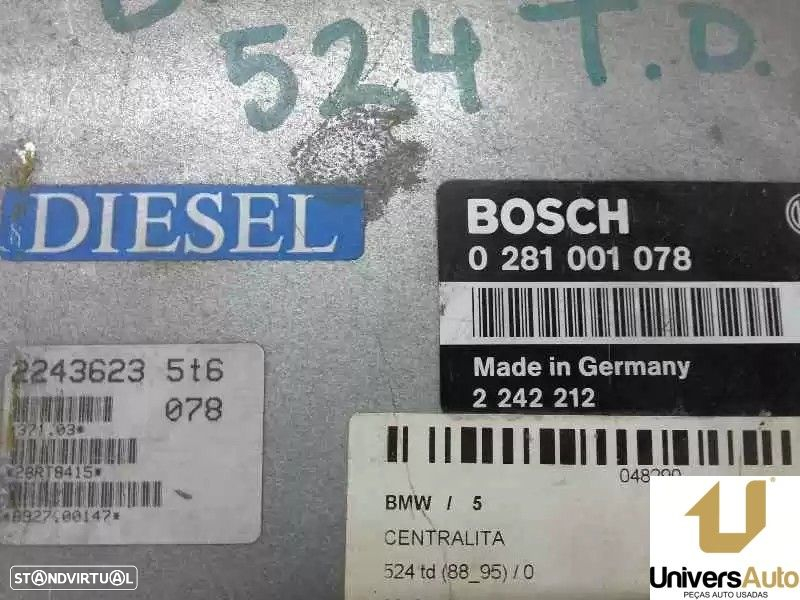 524 T.D.
DIESEL
BOSCH
0 281 001 078
Made in Germany
2 242 212
2243623 5t6
078
*28RT8415*
BMW / 5
CENTRALITA
524 td (88_95) / 0
STANDVIRTUAL
UniversAuto
PEÇAS AUTO USADAS